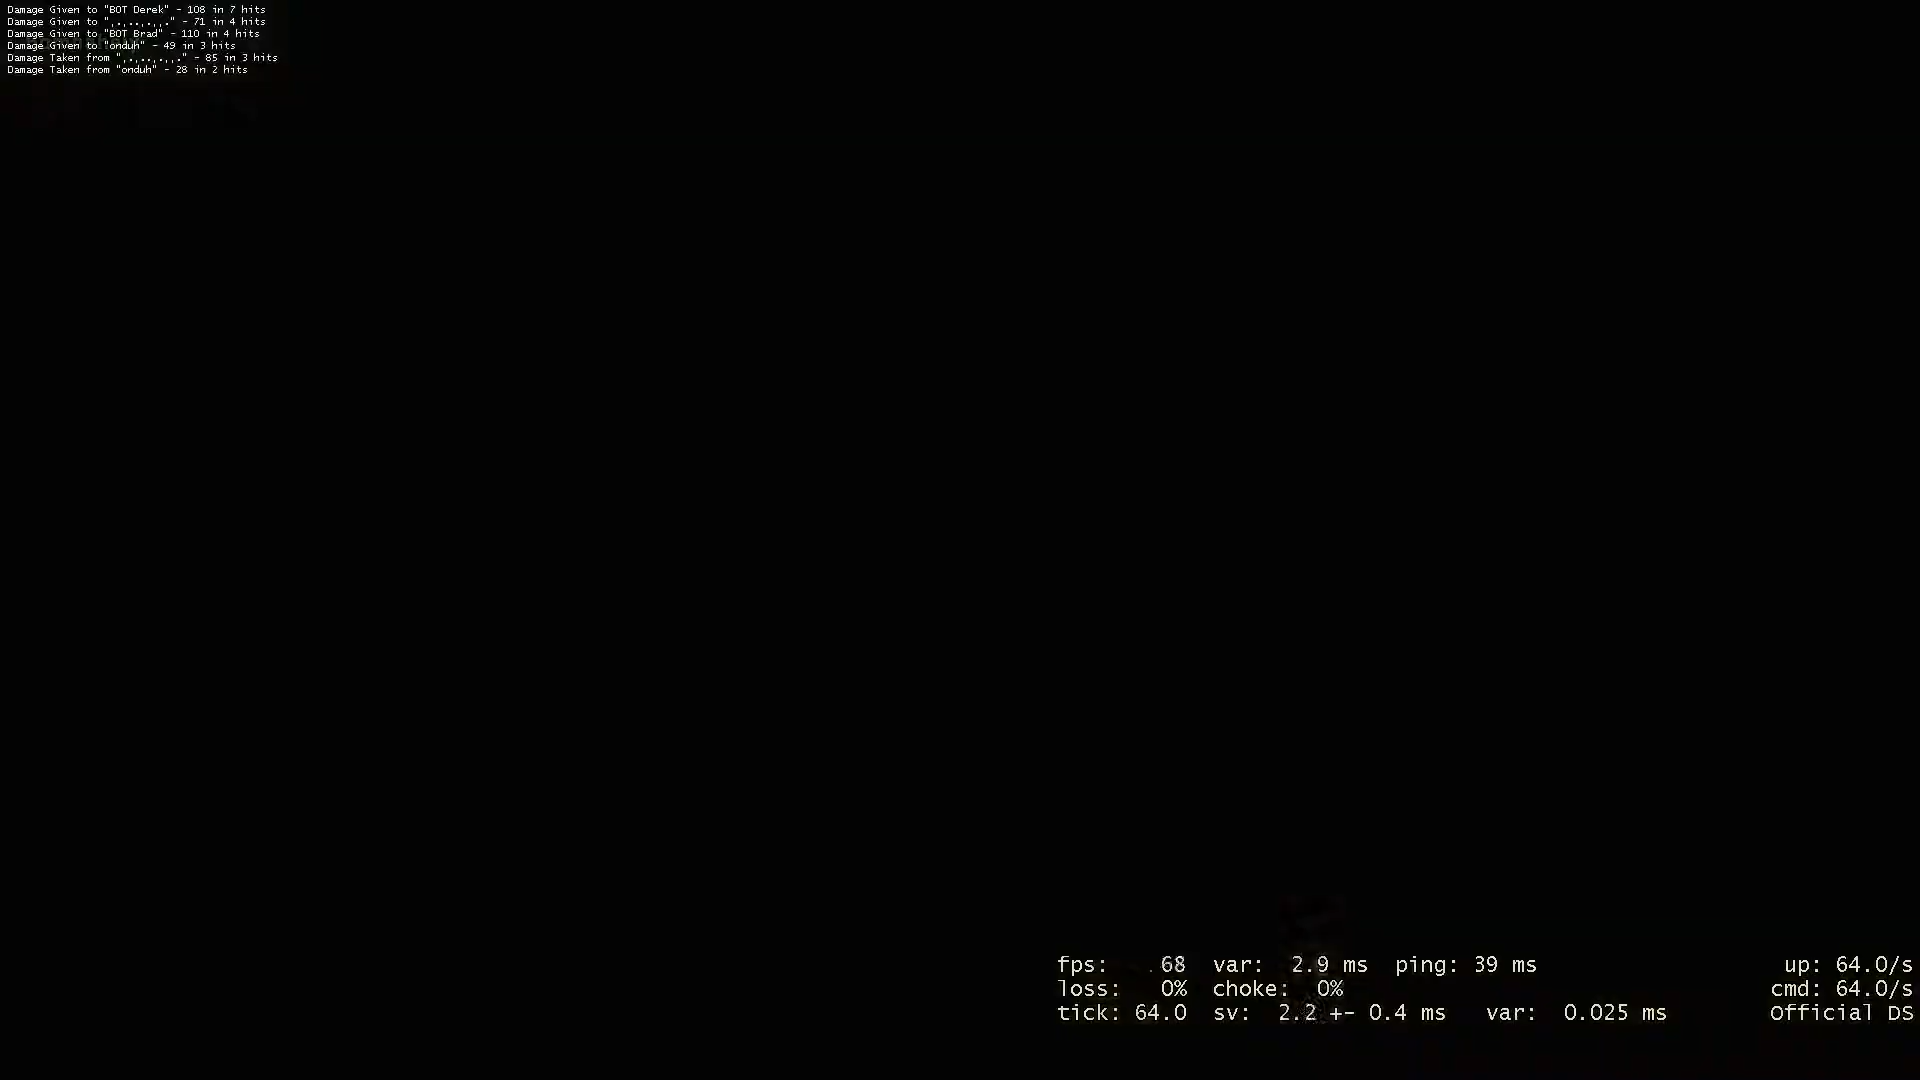 Damage Given to "BOT Derek" - 108 in 7 hits
Damage Given to ",.,..,.,,." - 71 in 4 hits
Damage Given to "BOT Brad" - 110 in 4 hits
Damage Given to "onduh" - 49 in 3 hits
Damage Taken from ",.,..,.,,." - 85 in 3 hits
Damage Taken from "onduh" - 28 in 2 hits
fps: 68 var: 2.9 ms ping: 39 ms up: 64.0/s
loss: 0% choke: 0% cmd: 64.0/s
tick: 64.0 sv: 2.2 +- 0.4 ms var: 0.025 ms Official DS